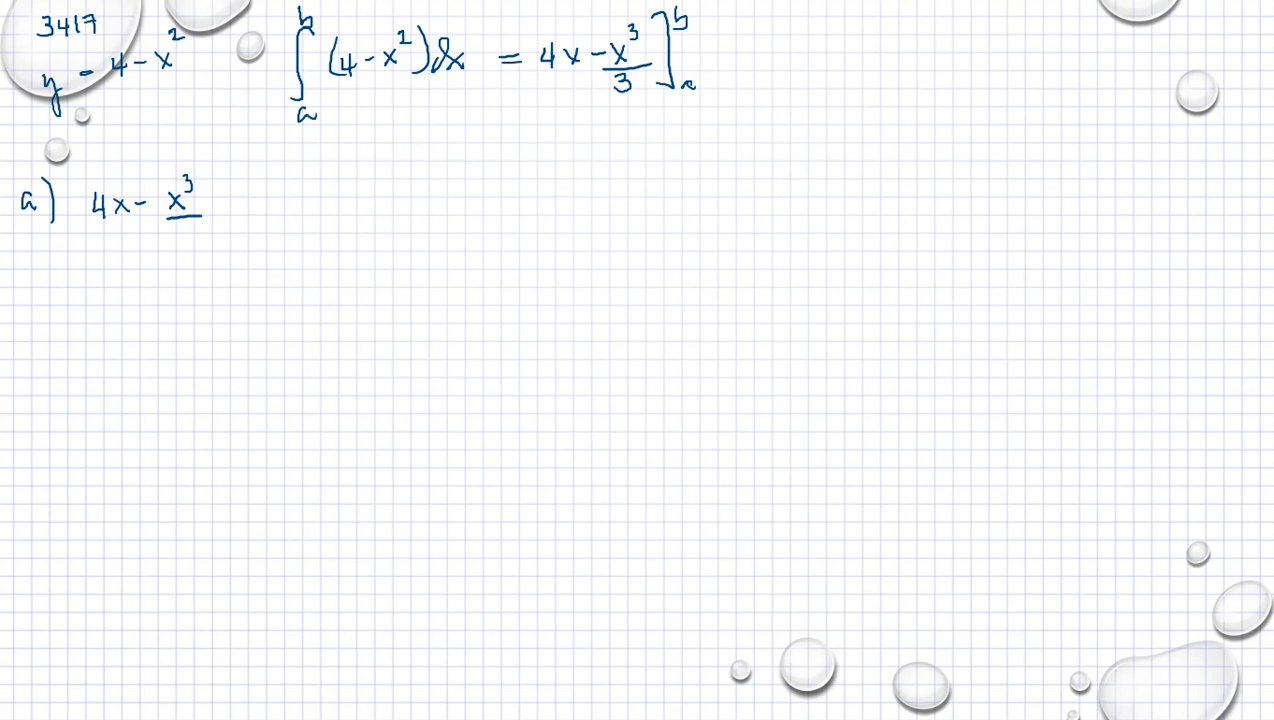 3417
y = 4 - x²
∫ₐᵇ (4 - x²)dx = 4x - x³/3 ]ₐᵇ
a) 4x - x³